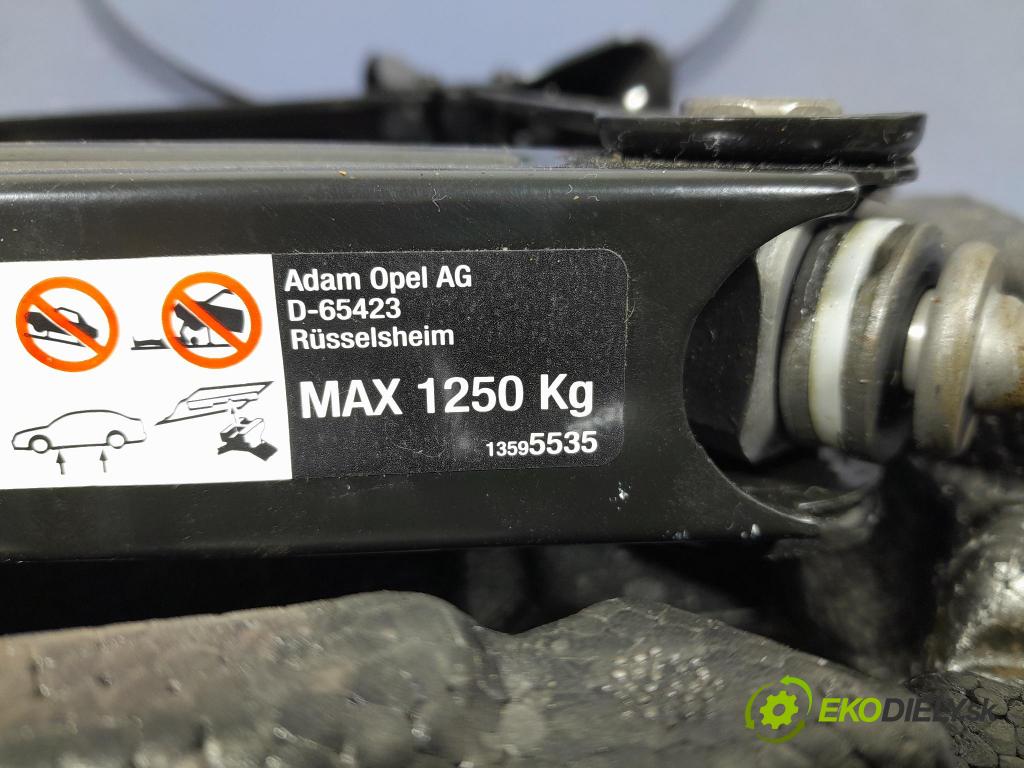 Adam Opel AG
D-65423
Rüsselsheim
MAX 1250 Kg
13595535
EKODIELY.sk